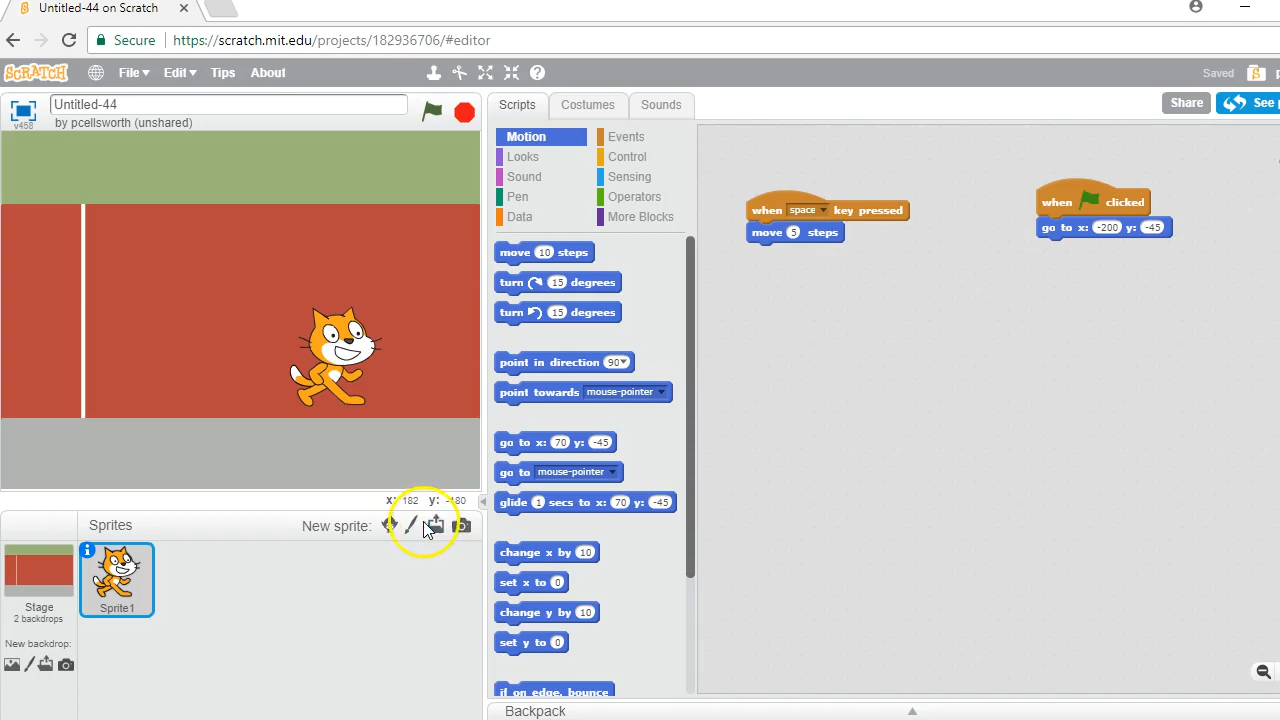 Untitled-44 on Scratch
Secure https://scratch.mit.edu/projects/182936706/#editor
SCRATCH File Edit Tips About Saved
Untitled-44
by pcellsworth (unshared)
v458
Scripts Costumes Sounds Share See
Motion Events
Looks Control
Sound Sensing
Pen Operators
Data More Blocks
when space key pressed
move 5 steps
when clicked
go to x: -200 y: -45
move 10 steps
turn 15 degrees
turn 15 degrees
point in direction 90
point towards mouse-pointer
go to x: 70 y: -45
go to mouse-pointer
glide 1 secs to x: 70 y: -45
change x by 10
set x to 0
change y by 10
set y to 0
if on edge, bounce
x: 182 y: -180
Sprites New sprite:
Sprite1
Stage
2 backdrops
New backdrop:
Backpack